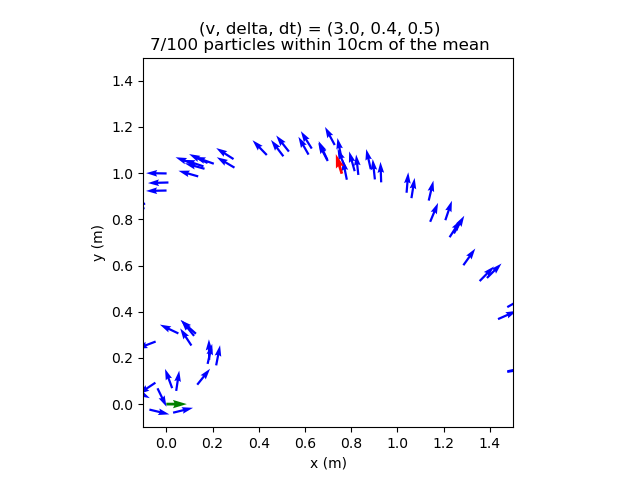 (v, delta, dt) = (3.0, 0.4, 0.5)
7/100 particles within 10cm of the mean
1.4
1.2
1.0
0.8
0.6
0.4
0.2
0.0
y (m)
0.0 0.2 0.4 0.6 0.8 1.0 1.2 1.4
x (m)